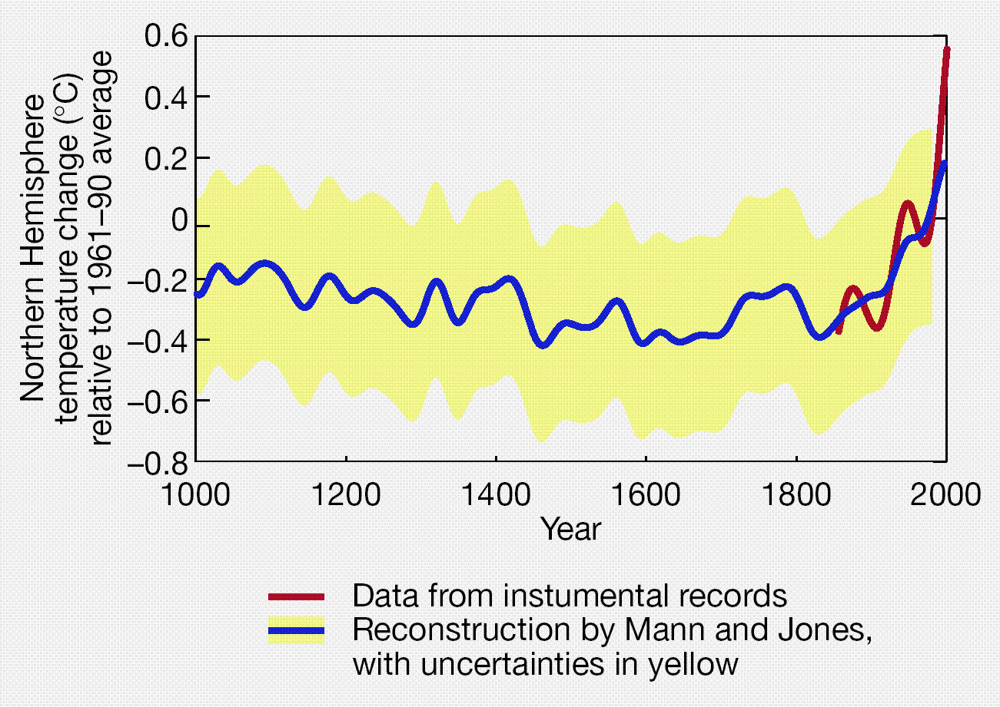 Northern Hemisphere
temperature change (°C)
relative to 1961–90 average
0.6
0.4
0.2
0
–0.2
–0.4
–0.6
–0.8
1000 1200 1400 1600 1800 2000
Year
Data from instumental records
Reconstruction by Mann and Jones,
with uncertainties in yellow